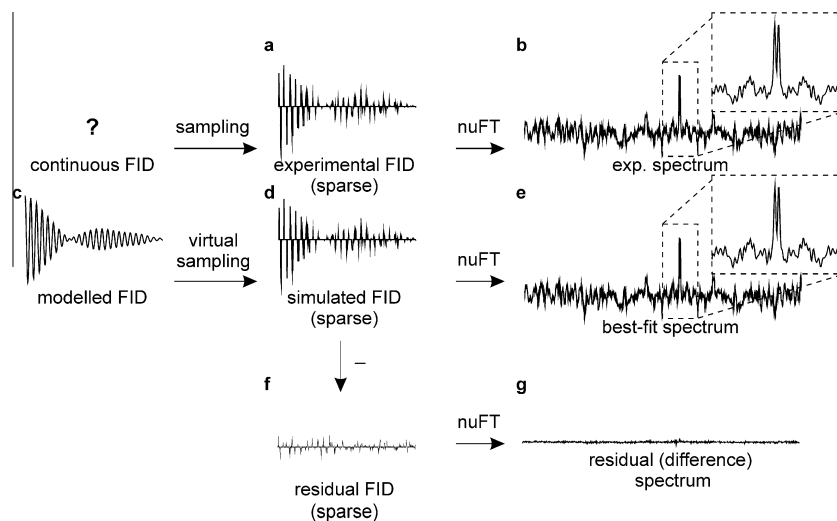 a
b
?
sampling
nuFT
continuous FID
experimental FID
(sparse)
exp. spectrum
c
d
e
virtual
sampling
nuFT
modelled FID
simulated FID
(sparse)
best-fit spectrum
–
f
g
nuFT
residual FID
(sparse)
residual (difference)
spectrum